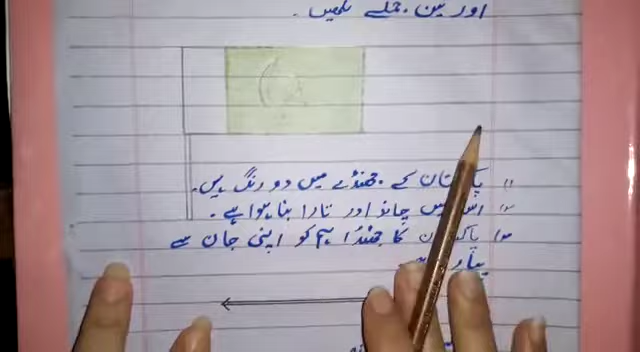 اور تین جملے لکھیں.
۱) پاکستان کے جھنڈے میں دو رنگ ہیں.
۲) اس میں چاند اور تارا بنا ہوا ہے.
۳) پاکستان کا جھنڈا ہم کو اپنی جان سے
پیارا